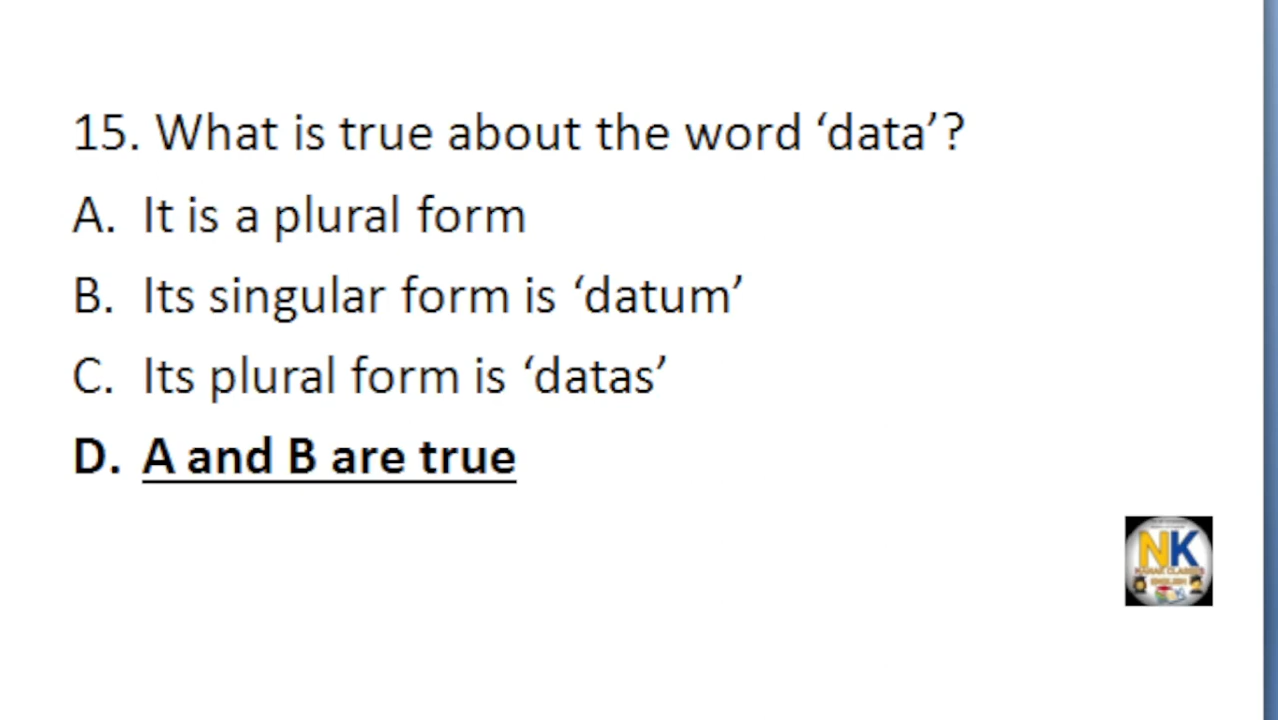 15. What is true about the word ‘data’?
A. It is a plural form
B. Its singular form is ‘datum’
C. Its plural form is ‘datas’
D. A and B are true
NK